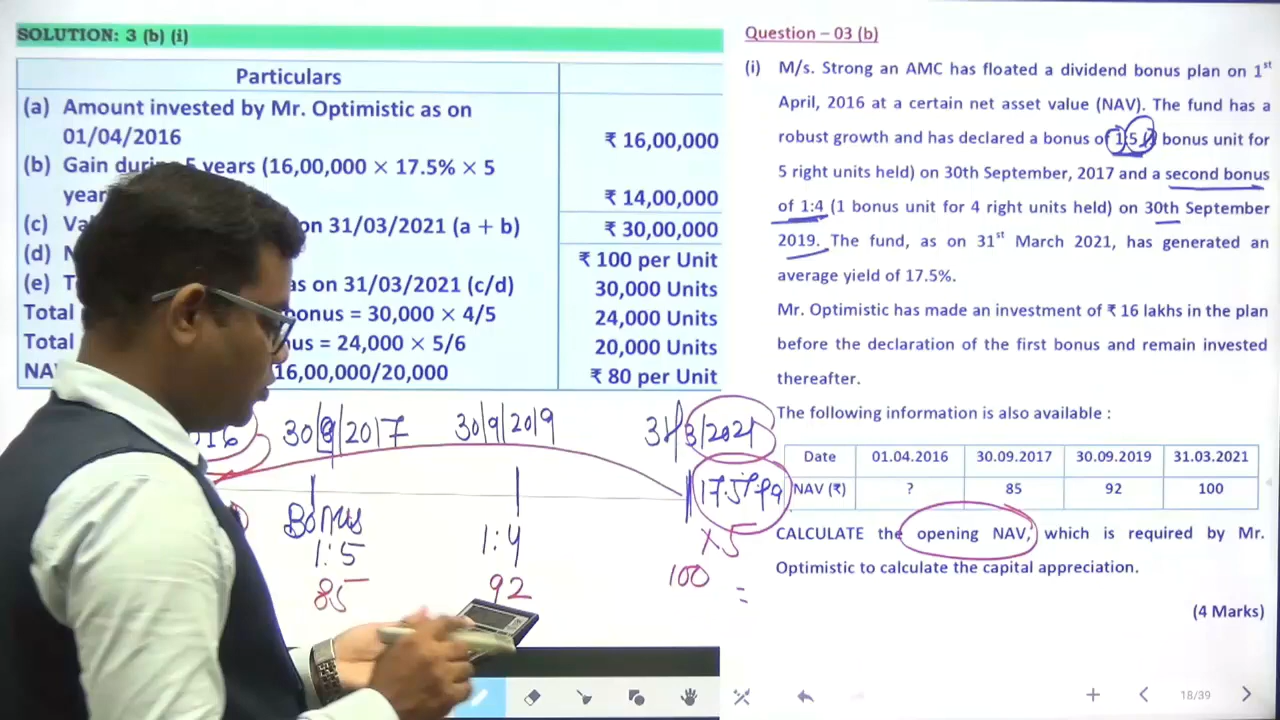 SOLUTION: 3 (b) (i)
Particulars
(a) Amount invested by Mr. Optimistic as on
01/04/2016
₹ 16,00,000
(b) Gain during 5 years (16,00,000 × 17.5% × 5
₹ 14,00,000
(c) on 31/03/2021 (a + b)
₹ 30,00,000
(d)
₹ 100 per Unit
(e) as on 31/03/2021 (c/d)
30,000 Units
Total = 30,000 × 4/5
24,000 Units
Total = 24,000 × 5/6
20,000 Units
16,00,000/20,000
₹ 80 per Unit
30|9|2017
30|9|2019
31/3/2021
17.5%
Bonus
1:5
1:4
×5
85
92
100
=
Question – 03 (b)
(i) M/s. Strong an AMC has floated a dividend bonus plan on 1st
April, 2016 at a certain net asset value (NAV). The fund has a
robust growth and has declared a bonus of 1:5 bonus unit for
5 right units held) on 30th September, 2017 and a second bonus
of 1:4 (1 bonus unit for 4 right units held) on 30th September
2019. The fund, as on 31st March 2021, has generated an
average yield of 17.5%.
Mr. Optimistic has made an investment of ₹ 16 lakhs in the plan
before the declaration of the first bonus and remain invested
thereafter.
The following information is also available :
Date 01.04.2016 30.09.2017 30.09.2019 31.03.2021
NAV (₹) ? 85 92 100
CALCULATE the opening NAV, which is required by Mr.
Optimistic to calculate the capital appreciation.
(4 Marks)
18/39